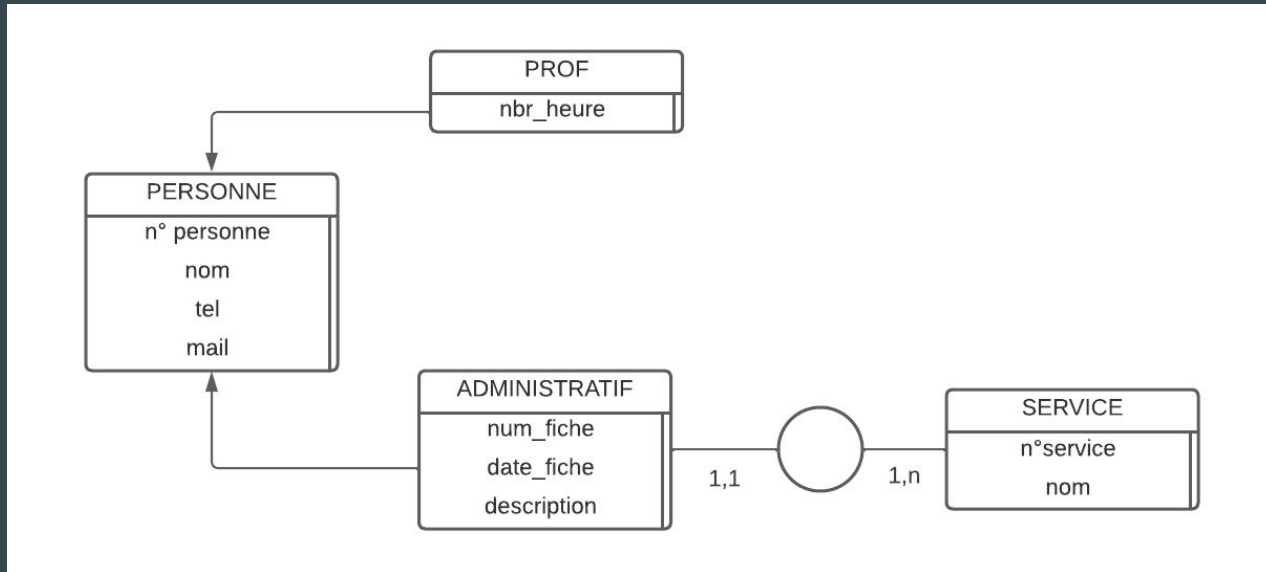 PROF
nbr_heure
PERSONNE
n° personne
nom
tel
mail
ADMINISTRATIF
num_fiche
date_fiche
description
1,1
1,n
SERVICE
n°service
nom